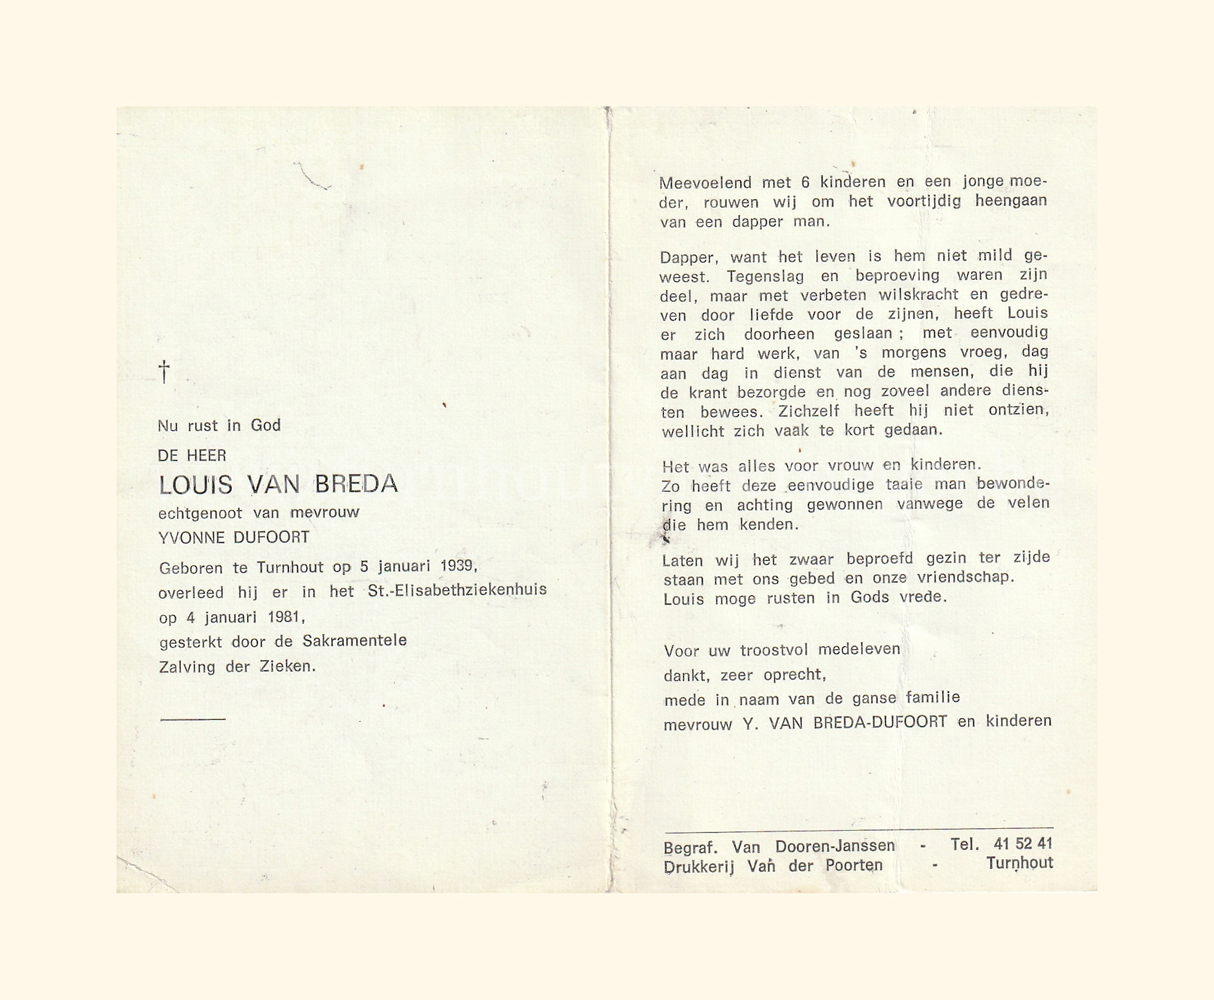 †
Nu rust in God
DE HEER
LOUIS VAN BREDA
echtgenoot van mevrouw
YVONNE DUFOORT
Geboren te Turnhout op 5 januari 1939,
overleed hij er in het St.-Elisabethziekenhuis
op 4 januari 1981,
gesterkt door de Sakramentele
Zalving der Zieken.
Meevoelend met 6 kinderen en een jonge moe-
der, rouwen wij om het voortijdig heengaan
van een dapper man.
Dapper, want het leven is hem niet mild ge-
weest. Tegenslag en beproeving waren zijn
deel, maar met verbeten wilskracht en gedre-
ven door liefde voor de zijnen, heeft Louis
er zich doorheen geslaan ; met eenvoudig
maar hard werk, van 's morgens vroeg, dag
aan dag in dienst van de mensen, die hij
de krant bezorgde en nog zoveel andere dien-
ten bewees. Zichzelf heeft hij niet ontzien,
wellicht zich vaak te kort gedaan.
Het was alles voor vrouw en kinderen.
Zo heeft deze eenvoudige taaie man bewonde-
ring en achting gewonnen vanwege de velen
die hem kenden.
Laten wij het zwaar beproefd gezin ter zijde
staan met ons gebed en onze vriendschap.
Louis moge rusten in Gods vrede.
Voor uw troostvol medeleven
dankt, zeer oprecht,
mede in naam van de ganse familie
mevrouw Y. VAN BREDA-DUFOORT en kinderen
Begraf. Van Dooren-Janssen - Tel. 41 52 41
Drukkerij Van der Poorten - Turnhout